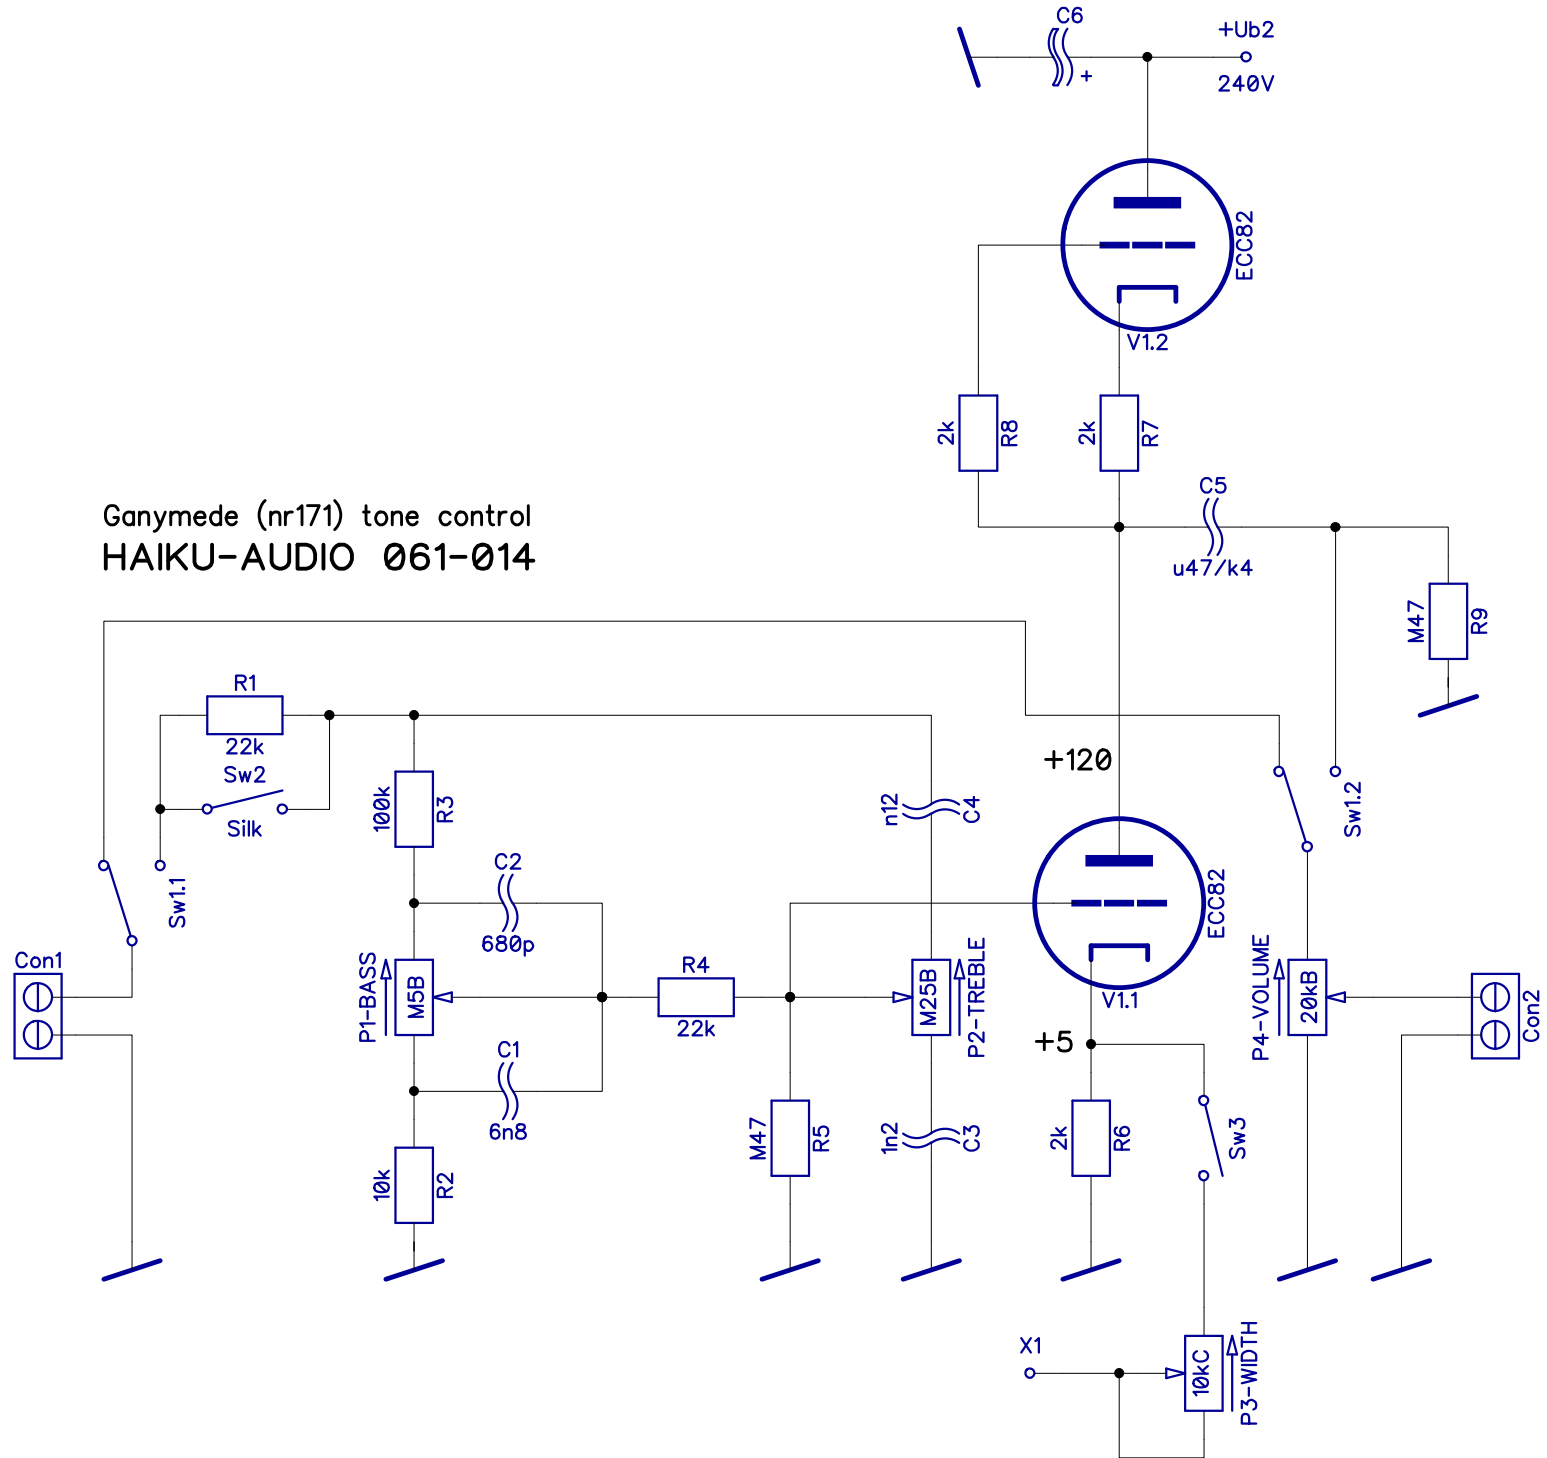 C6
+Ub2
+
240V
ECC82
V1.2
2k
R8
2k
R7
C5
u47/k4
Ganymede (nr171) tone control
HAIKU-AUDIO 061-014
M47
R9
R1
22k
Sw2
Silk
+120
100k
R3
n12
C4
Sw1.2
Sw1.1
C2
680p
ECC82
Con1
P1-BASS
M5B
R4
22k
M25B
P2-TREBLE
V1.1
P4-VOLUME
20kB
Con2
+5
C1
6n8
M47
R5
1n2
C3
2k
R6
Sw3
10k
R2
X1
10kC
P3-WIDTH